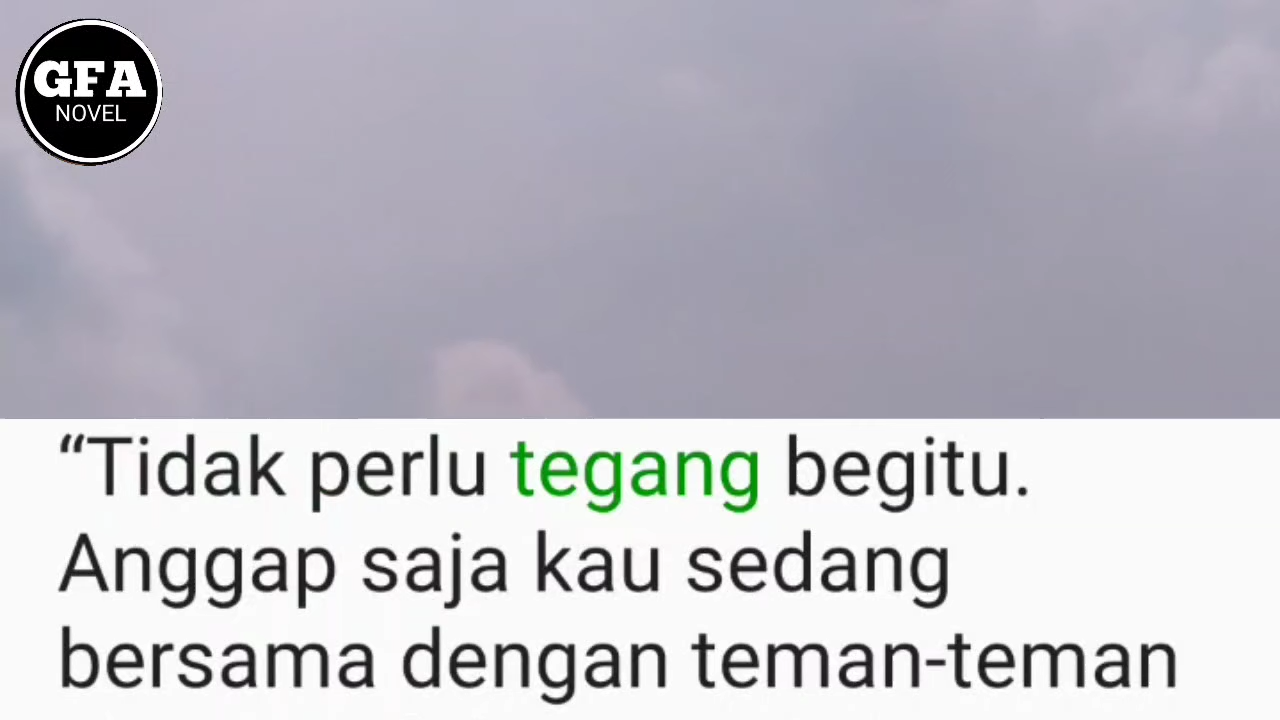 GFA
NOVEL
“Tidak perlu tegang begitu.
Anggap saja kau sedang
bersama dengan teman-teman